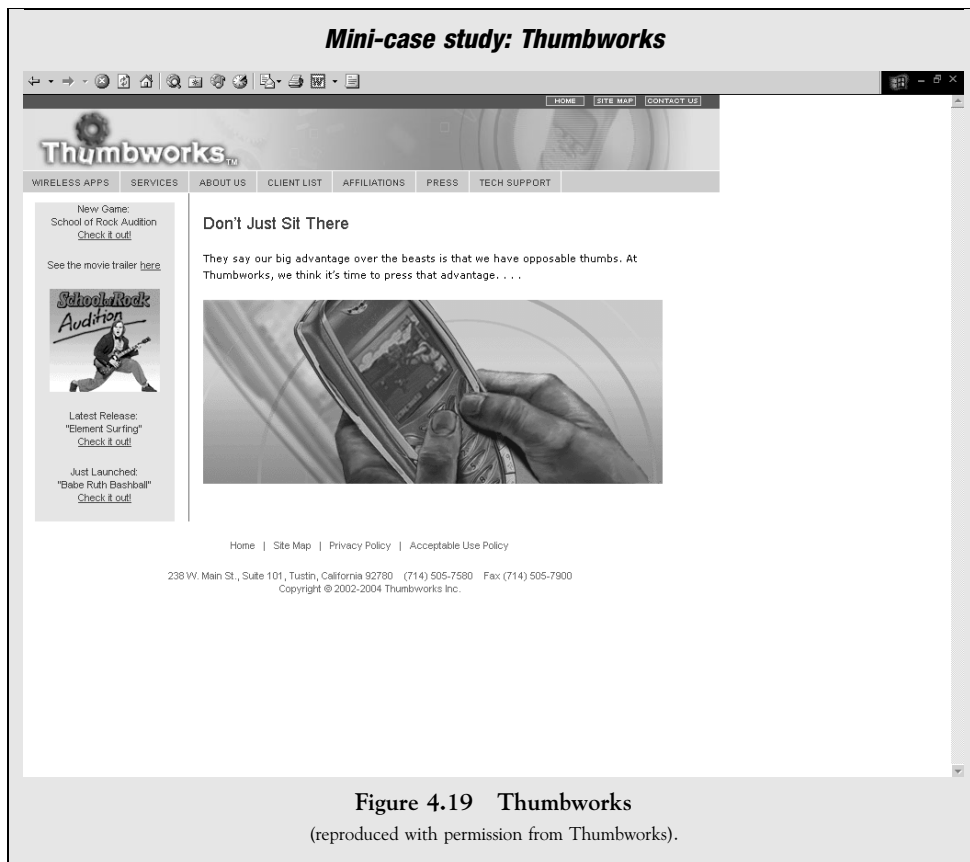 Mini-case study: Thumbworks
HOME SITE MAP CONTACT US
Thumbworks™
WIRELESS APPS SERVICES ABOUT US CLIENT LIST AFFILIATIONS PRESS TECH SUPPORT
New Game:
School of Rock Audition
Check it out!
See the movie trailer here
School of Rock
Audition
Latest Release:
"Element Surfing"
Check it out!
Just Launched:
"Babe Ruth Bashball"
Check it out!
Don't Just Sit There
They say our big advantage over the beasts is that we have opposable thumbs. At
Thumbworks, we think it's time to press that advantage. . . .
Home | Site Map | Privacy Policy | Acceptable Use Policy
238 W. Main St., Suite 101, Tustin, California 92780 (714) 505-7580 Fax (714) 505-7900
Copyright © 2002-2004 Thumbworks Inc.
Figure 4.19 Thumbworks
(reproduced with permission from Thumbworks).